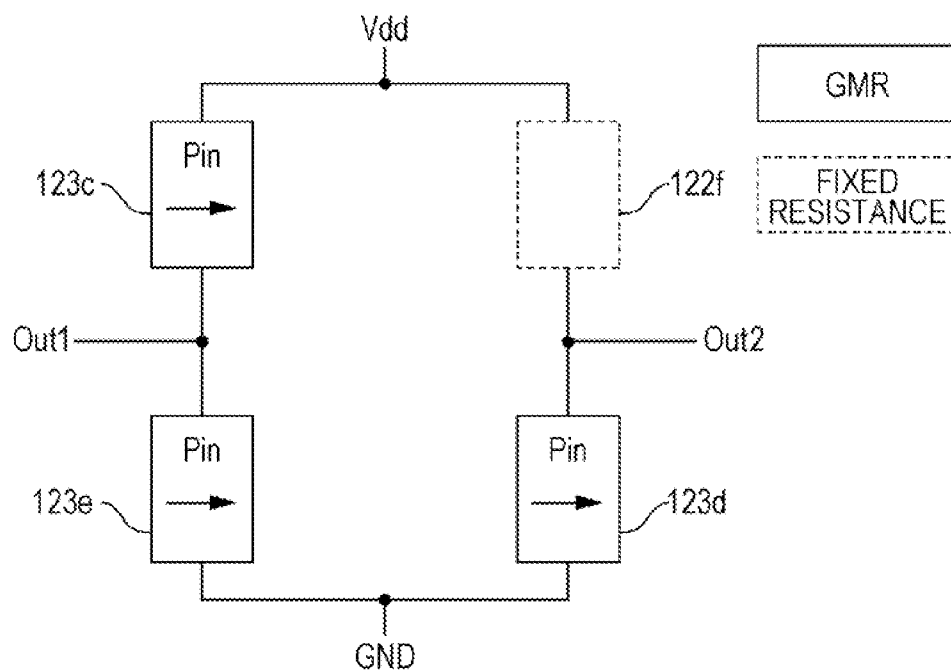 Vdd
GMR
Pin
123c
122f
FIXED
RESISTANCE
Out1
Out2
Pin
Pin
123e
123d
GND